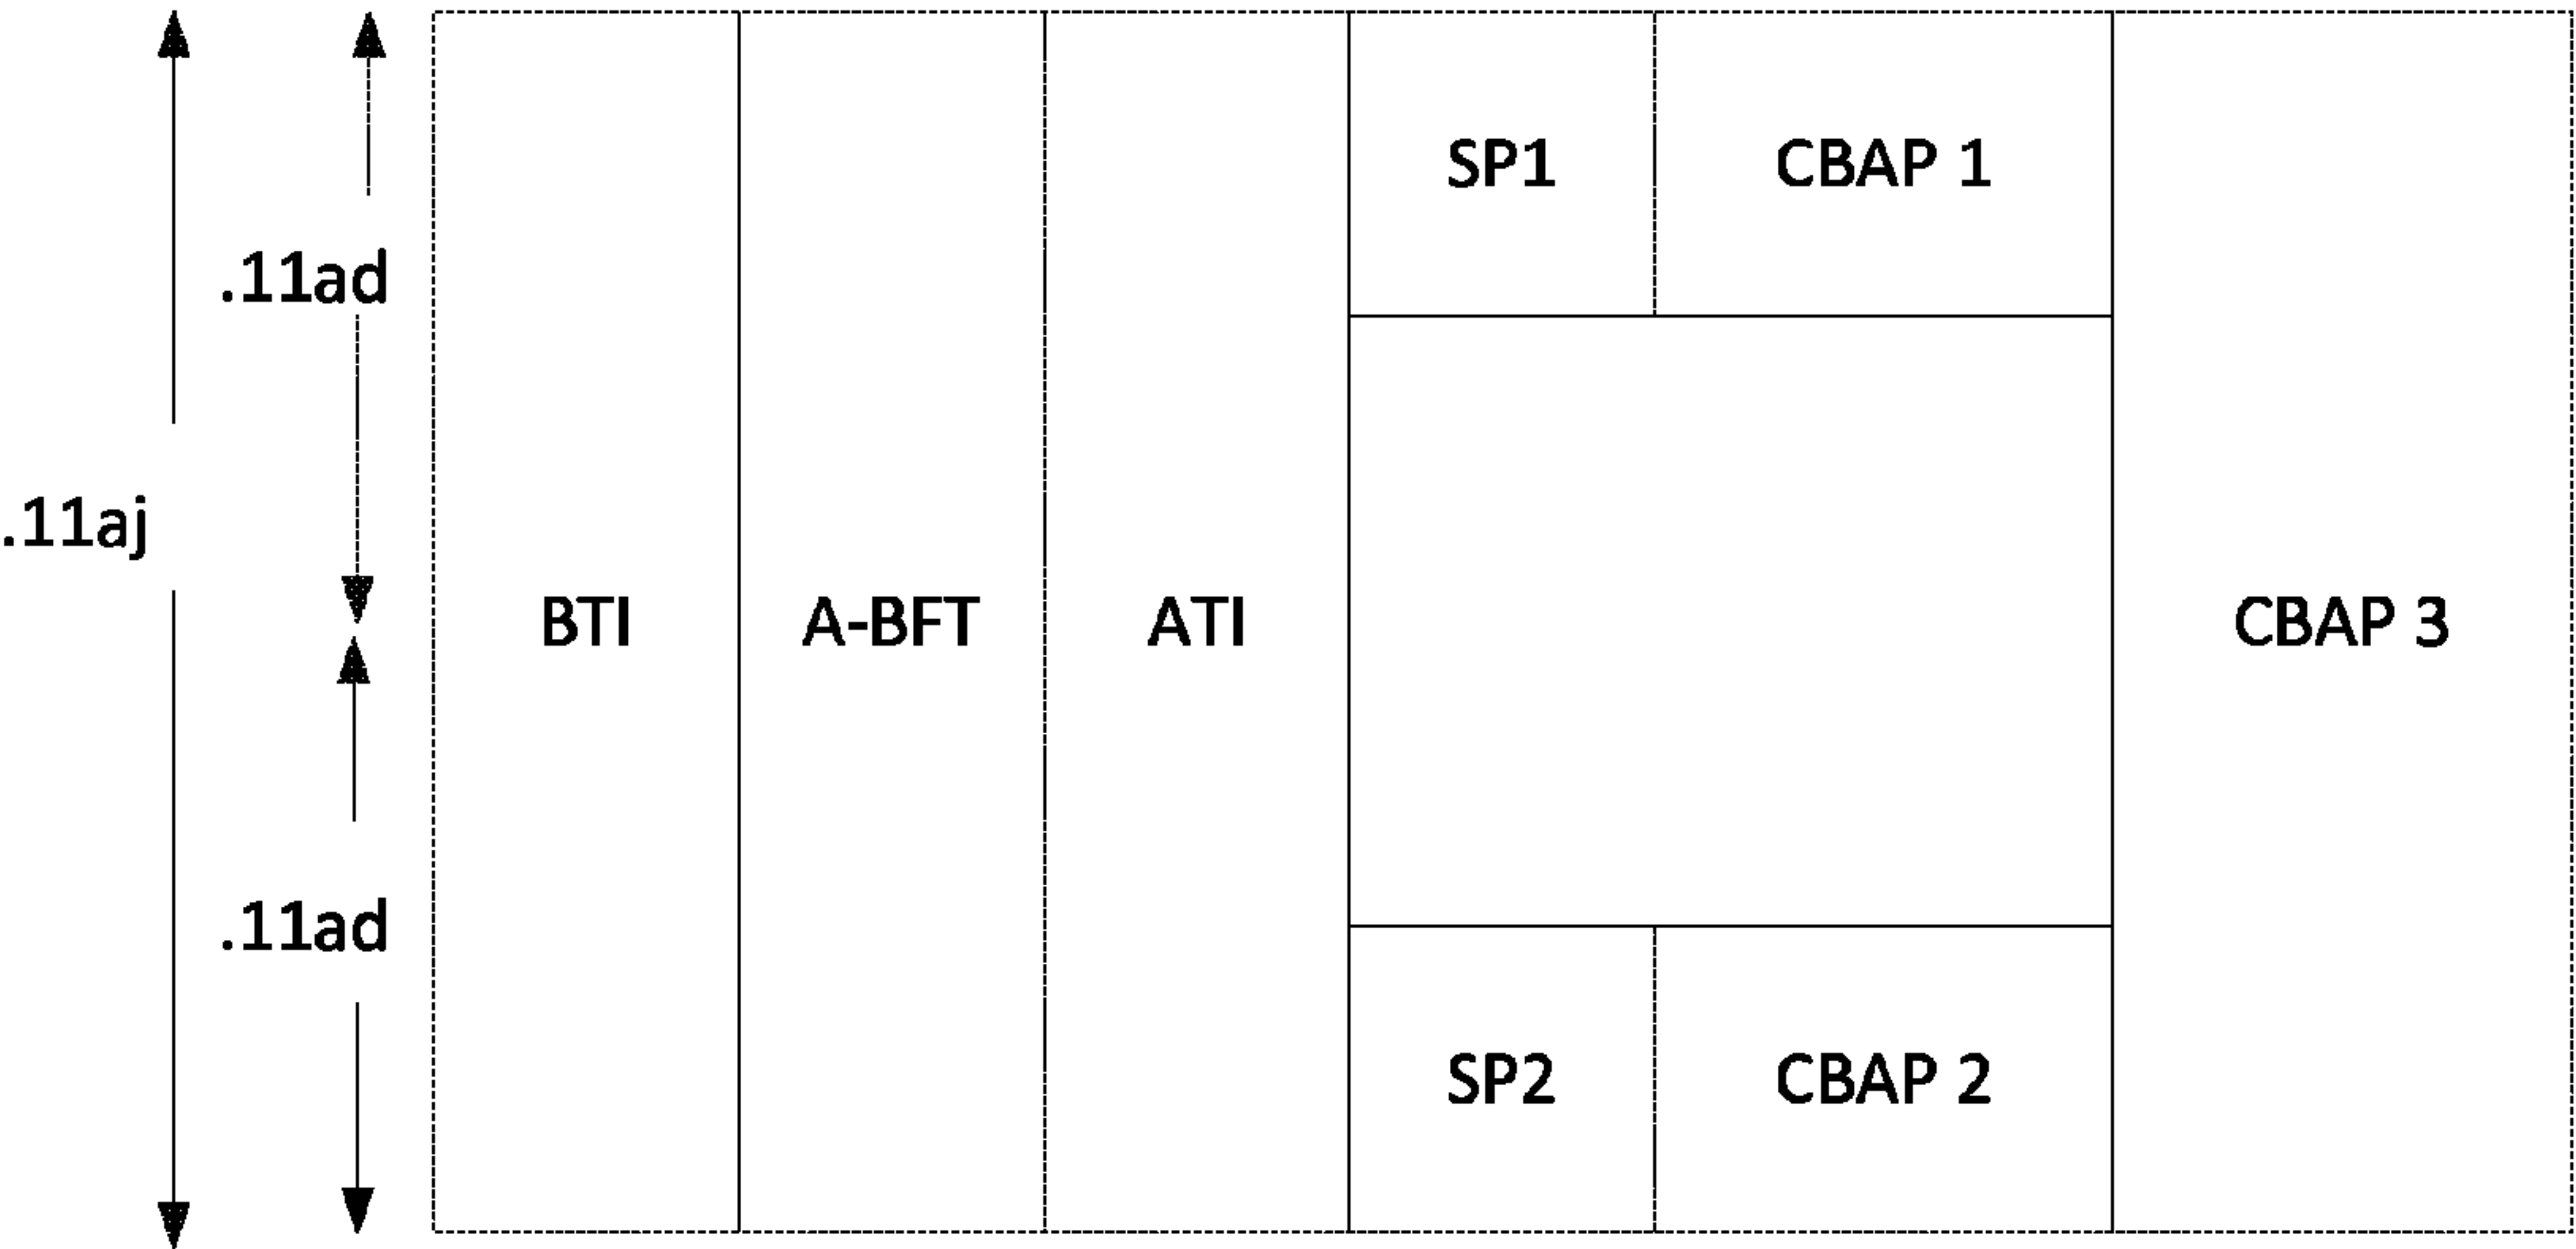 SP1
CBAP 1
.11ad
.11aj
BTI
A-BFT
ATI
CBAP 3
.11ad
SP2
CBAP 2